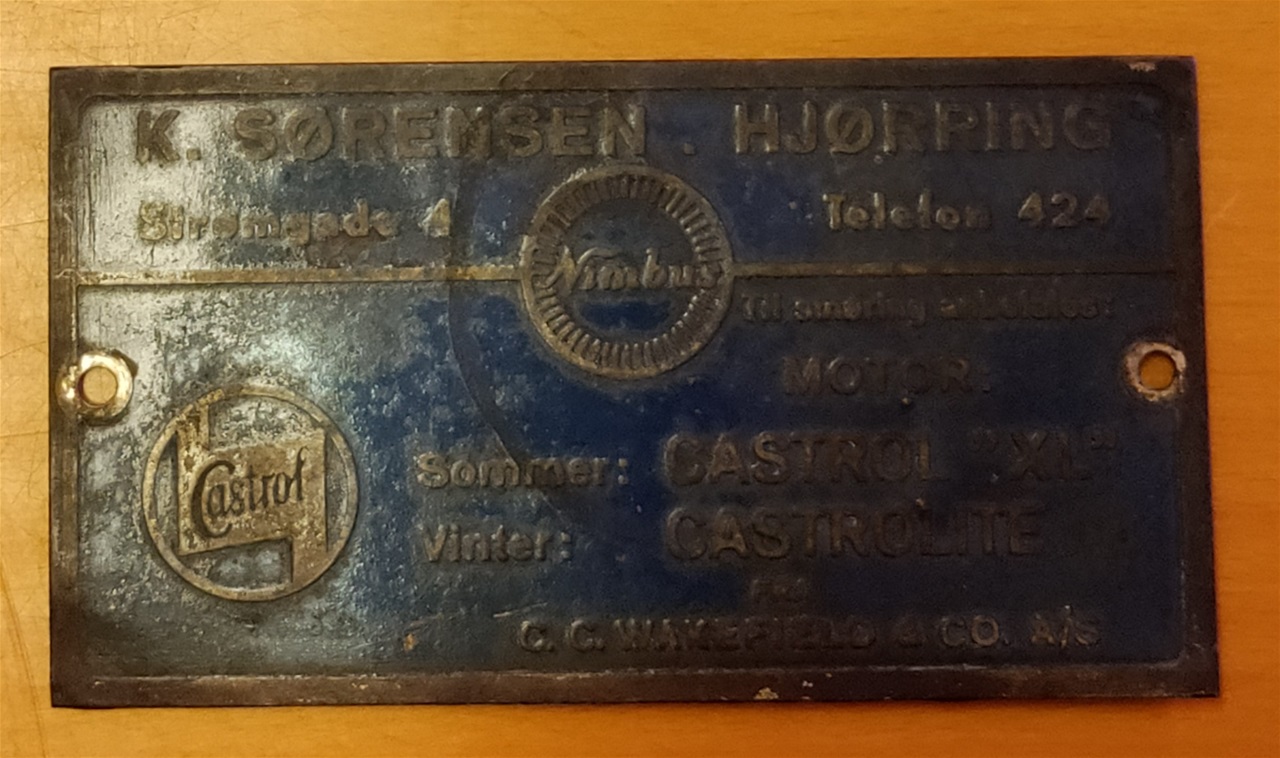 K. SØRENSEN . HJØRRING
Strømgade 4
Telefon 424
Nimbus
Til smøring anbefales:
MOTOR:
Castrol
Sommer: CASTROL "XL"
Vinter: CASTROLITE
FRA
C. C. WAKEFIELD & CO. A/S